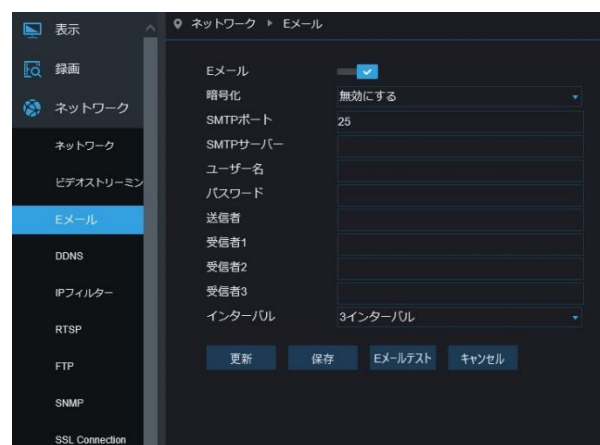 表示
録画
ネットワーク
ネットワーク
ビデオストリーミン
Eメール
DDNS
IPフィルター
RTSP
FTP
SNMP
SSL Connection
ネットワーク Eメール
Eメール
暗号化 無効にする
SMTPポート 25
SMTPサーバー
ユーザー名
パスワード
送信者
受信者1
受信者2
受信者3
インターバル 3インターバル
更新 保存 Eメールテスト キャンセル